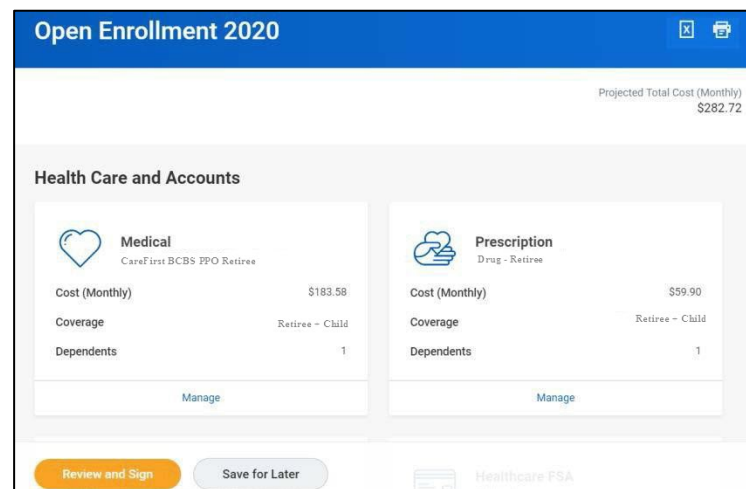 Open Enrollment 2020
Projected Total Cost (Monthly)
$282.72
Health Care and Accounts
Medical
CareFirst BCBS PPO Retiree
Cost (Monthly) $183.58
Coverage Retiree - Child
Dependents 1
Manage
Prescription
Drug - Retiree
Cost (Monthly) $59.90
Coverage Retiree - Child
Dependents 1
Manage
Review and Sign
Save for Later
Healthcare FSA